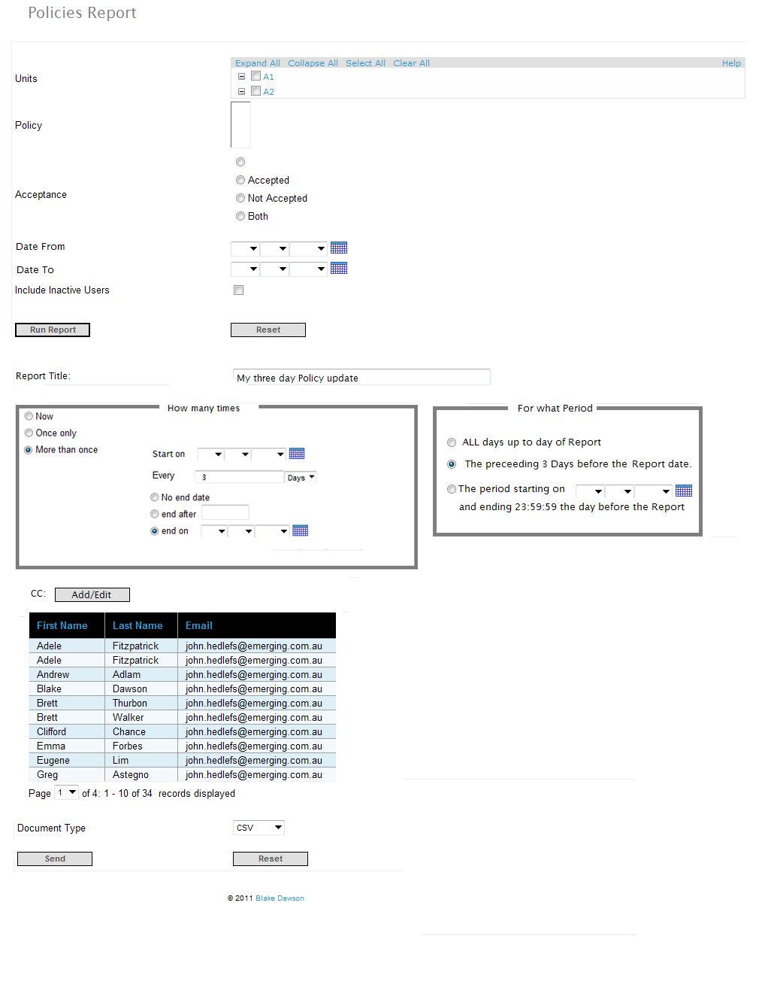 Policies Report
Expand All Collapse All Select All Clear All Help
Units
A1
A2
Policy
Acceptance
Accepted
Not Accepted
Both
Date From
Date To
Include Inactive Users
Run Report Reset
Report Title: My three day Policy update
How many times
Now
Once only
More than once
Start on
Every 3 Days
No end date
end after
end on
For what Period
ALL days up to day of Report
The preceeding 3 Days before the Report date.
The period starting on
and ending 23:59:59 the day before the Report
CC: Add/Edit
First Name Last Name Email
Adele Fitzpatrick john.hedlefs@emerging.com.au
Adele Fitzpatrick john.hedlefs@emerging.com.au
Andrew Adlam john.hedlefs@emerging.com.au
Blake Dawson john.hedlefs@emerging.com.au
Brett Thurbon john.hedlefs@emerging.com.au
Brett Walker john.hedlefs@emerging.com.au
Clifford Chance john.hedlefs@emerging.com.au
Emma Forbes john.hedlefs@emerging.com.au
Eugene Lim john.hedlefs@emerging.com.au
Greg Astegno john.hedlefs@emerging.com.au
Page 1 of 4: 1 - 10 of 34 records displayed
Document Type CSV
Send Reset
© 2011 Blake Dawson